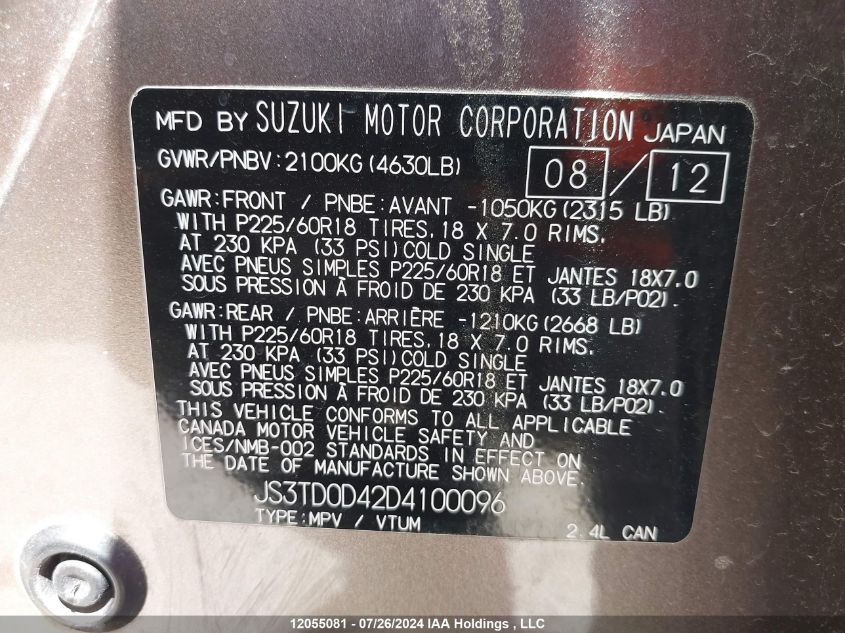 MFD BY SUZUKI MOTOR CORPORATION JAPAN
GVWR/PNBV:2100KG(4630LB) 08 / 12
GAWR:FRONT / PNBE:AVANT -1050KG(2315 LB)
WITH P225/60R18 TIRES,18 X 7.0 RIMS,
AT 230 KPA (33 PSI)COLD SINGLE
AVEC PNEUS SIMPLES P225/60R18 ET JANTES 18X7.0
SOUS PRESSION À FROID DE 230 KPA (33 LB/PO2).
GAWR:REAR / PNBE:ARRIÈRE -1210KG(2668 LB)
WITH P225/60R18 TIRES,18 X 7.0 RIMS,
AT 230 KPA (33 PSI)COLD SINGLE
AVEC PNEUS SIMPLES P225/60R18 ET JANTES 18X7.0
SOUS PRESSION À FROID DE 230 KPA (33 LB/PO2).
THIS VEHICLE CONFORMS TO ALL APPLICABLE
CANADA MOTOR VEHICLE SAFETY AND
ICES/NMB-002 STANDARDS IN EFFECT ON
THE DATE OF MANUFACTURE SHOWN ABOVE.
JS3TD0D42D4100096
TYPE:MPV / VTUM 2.4L CAN
12055081 - 07/26/2024 IAA Holdings , LLC